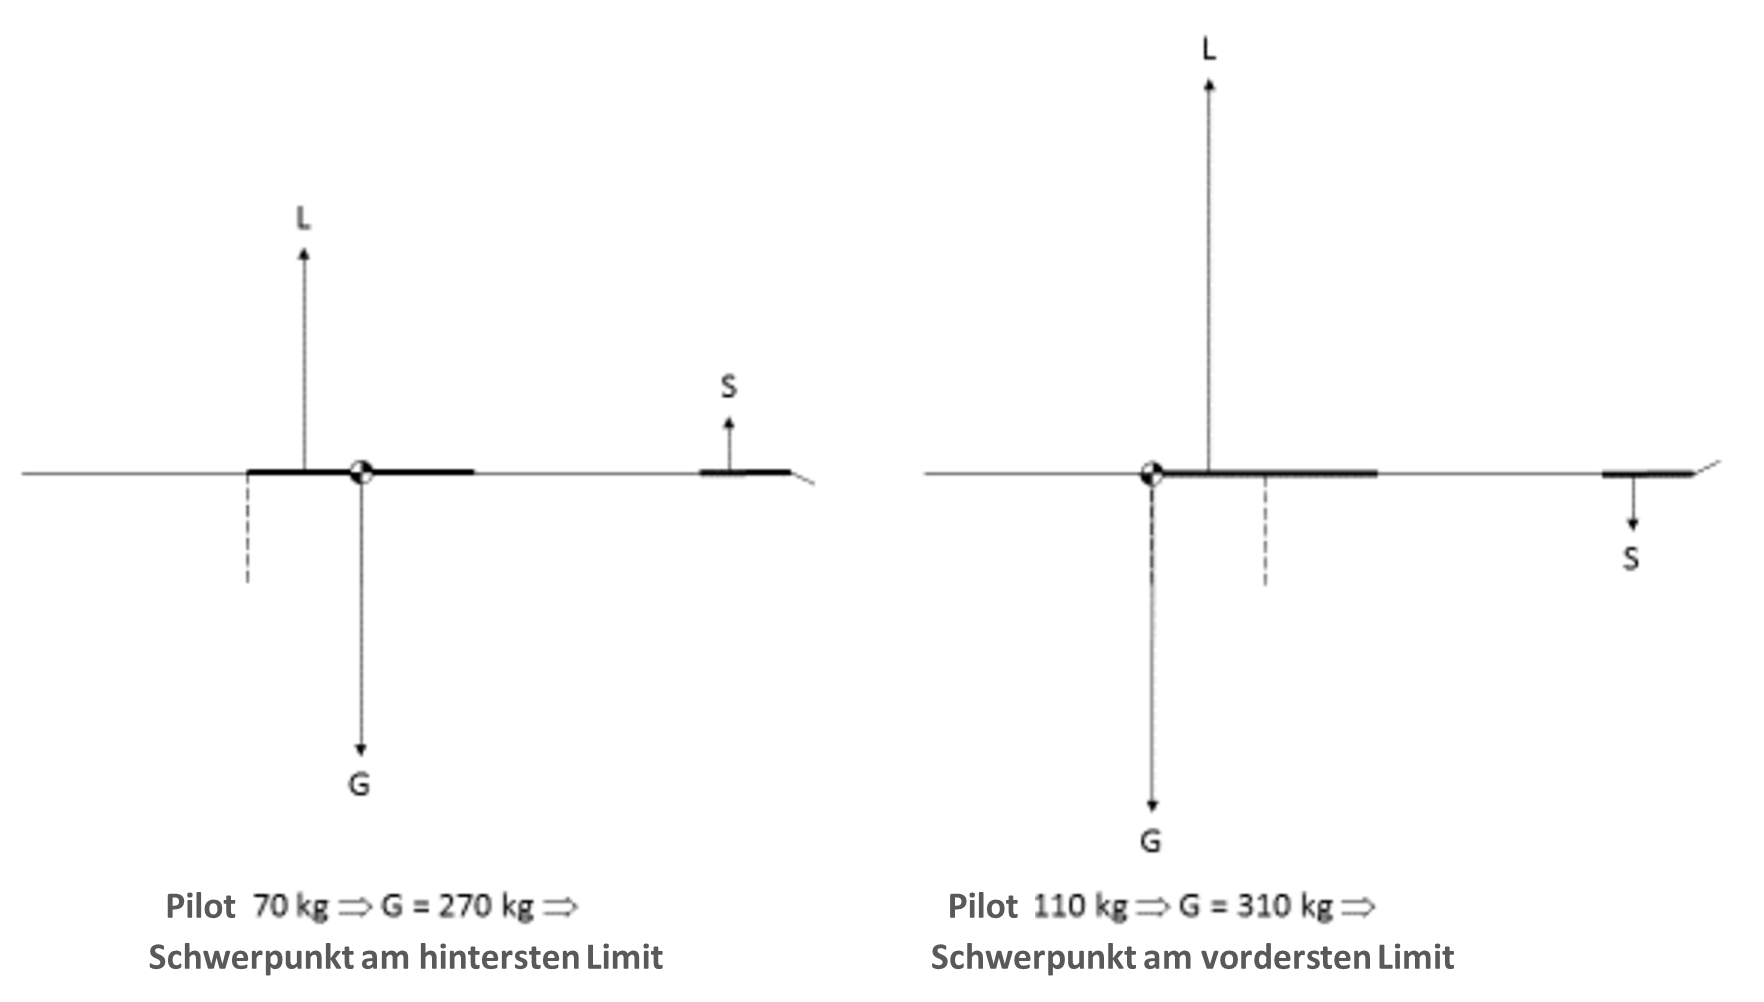 L
L
S
S
G
G
Pilot 70 kg ⇒ G = 270 kg ⇒
Schwerpunkt am hintersten Limit
Pilot 110 kg ⇒ G = 310 kg ⇒
Schwerpunkt am vordersten Limit